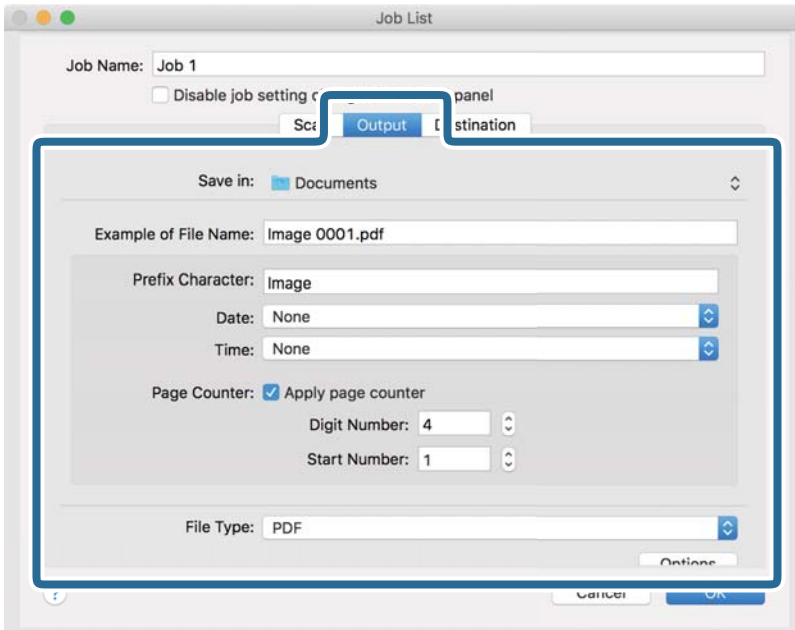 Job List
Job Name: Job 1
Disable job setting panel
Output
Save in: Documents
Example of File Name: Image 0001.pdf
Prefix Character: Image
Date: None
Time: None
Page Counter: Apply page counter
Digit Number: 4
Start Number: 1
File Type: PDF
Options
Cancel OK